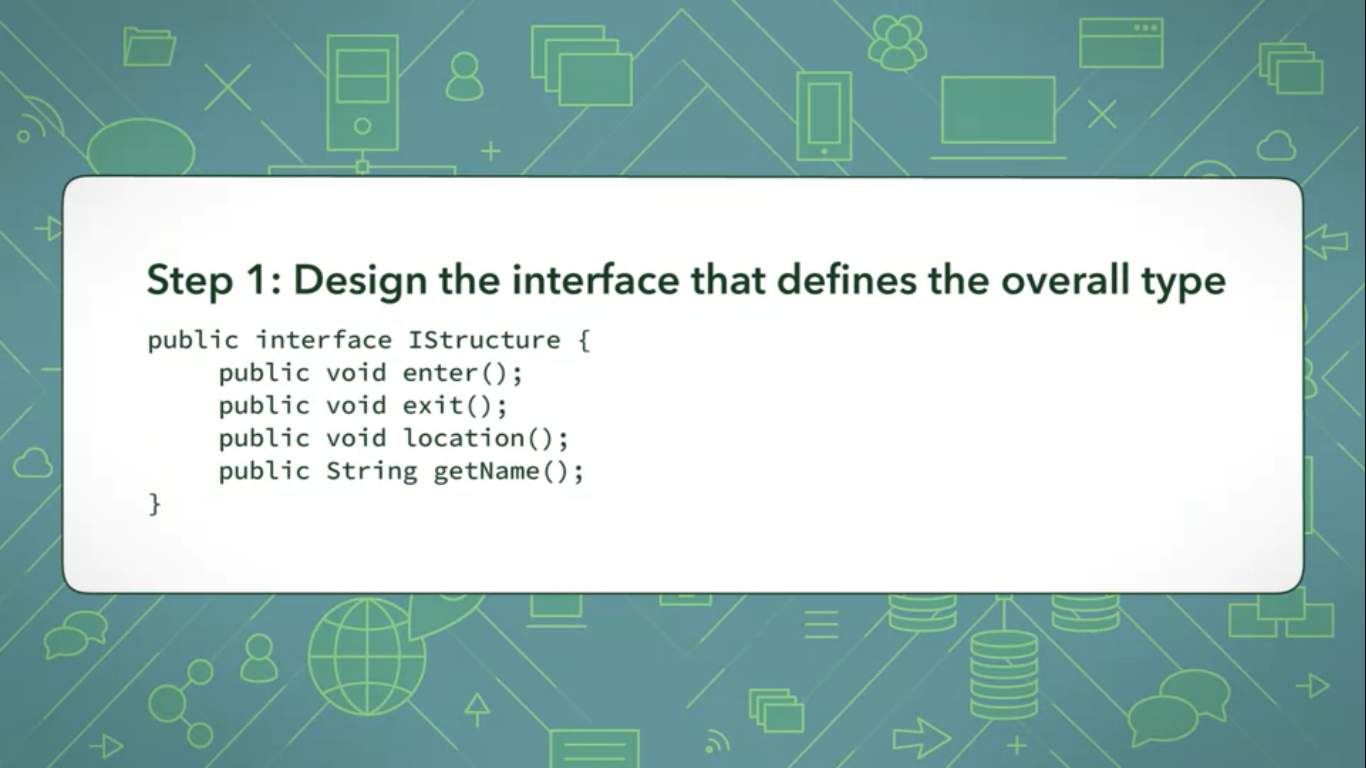 Step 1: Design the interface that defines the overall type
public interface IStructure {
public void enter();
public void exit();
public void location();
public String getName();
}